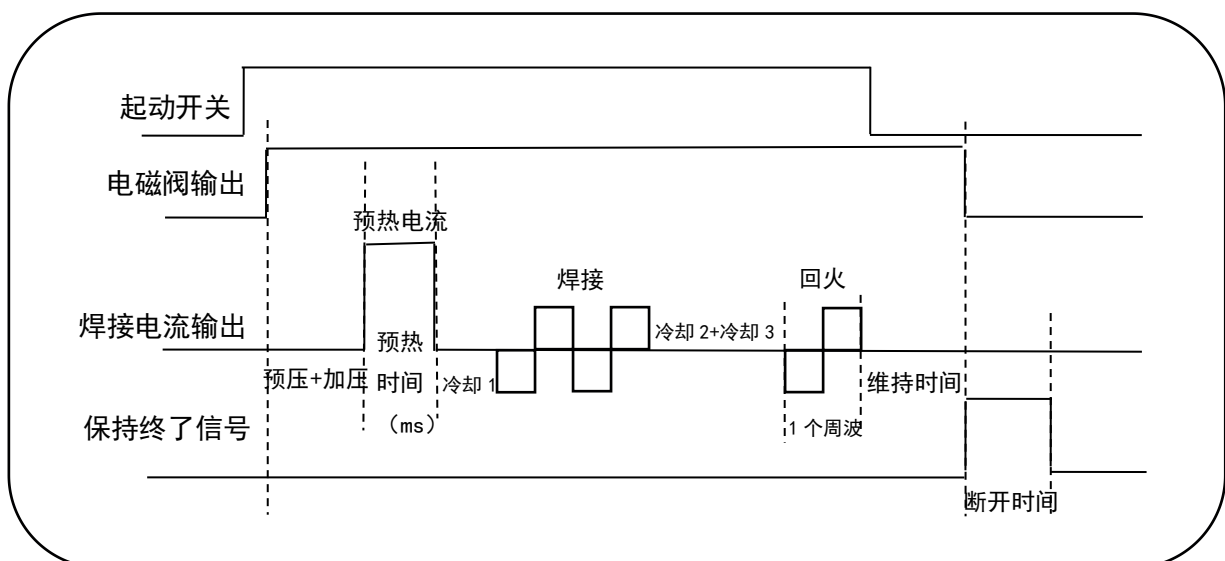 起动开关
电磁阀输出
预热电流
焊接
回火
焊接电流输出
冷却2+冷却3
预热
时间
(ms)
预压+加压
冷却1
维持时间
保持终了信号
1个周波
断开时间